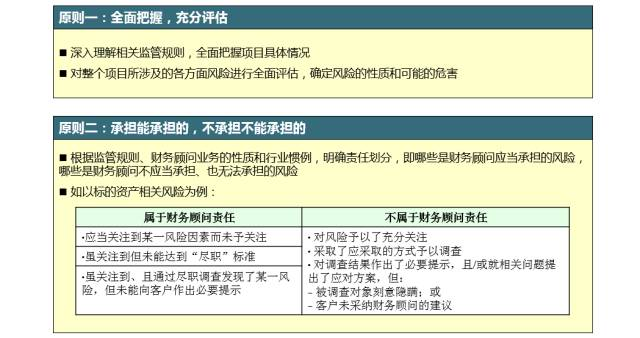 原则一：全面把握，充分评估
■ 深入理解相关监管规则，全面把握项目具体情况
■ 对整个项目所涉及的各方面风险进行全面评估，确定风险的性质和可能的危害
原则二：承担能承担的，不承担不能承担的
■ 根据监管规则、财务顾问业务的性质和行业惯例，明确责任划分，即哪些是财务顾问应当承担的风险，
哪些是财务顾问不应当承担、也无法承担的风险
■ 如以标的资产相关风险为例：
属于财务顾问责任
·应当关注到某一风险因素而未予关注
·虽关注到但未能达到“尽职”标准
·虽关注到、且通过尽职调查发现了某一风
险，但未能向客户作出必要提示
不属于财务顾问责任
·对风险予以了充分关注
·采取了应采取的方式予以调查
·对调查结果作出了必要提示，且/或就相关问题提
出了应对方案，但：
– 被调查对象刻意隐瞒；或
– 客户未采纳财务顾问的建议